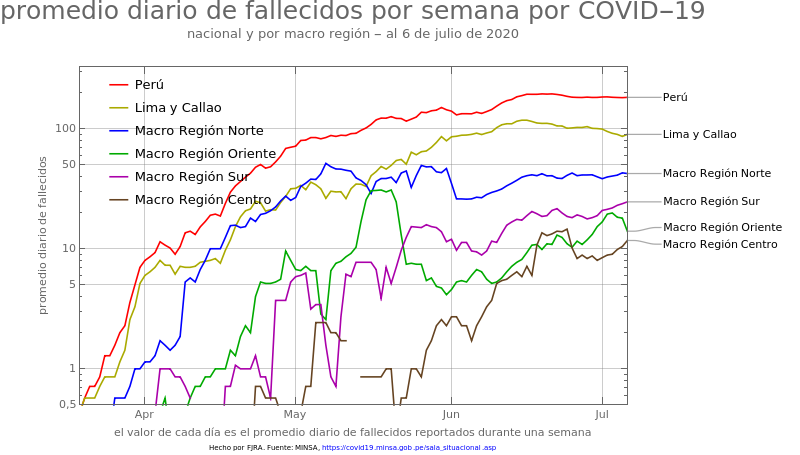 promedio diario de fallecidos por semana por COVID–19
nacional y por macro región – al 6 de julio de 2020
Perú
Lima y Callao
Macro Región Norte
Macro Región Oriente
Macro Región Sur
Macro Región Centro
promedio diario de fallecidos
100
50
10
5
1
0,5
Apr
May
Jun
Jul
Perú
Lima y Callao
Macro Región Norte
Macro Región Sur
Macro Región Oriente
Macro Región Centro
el valor de cada día es el promedio diario de fallecidos reportados durante una semana
Hecho por FJRA. Fuente: MINSA, https://covid19.minsa.gob.pe/sala_situacional .asp